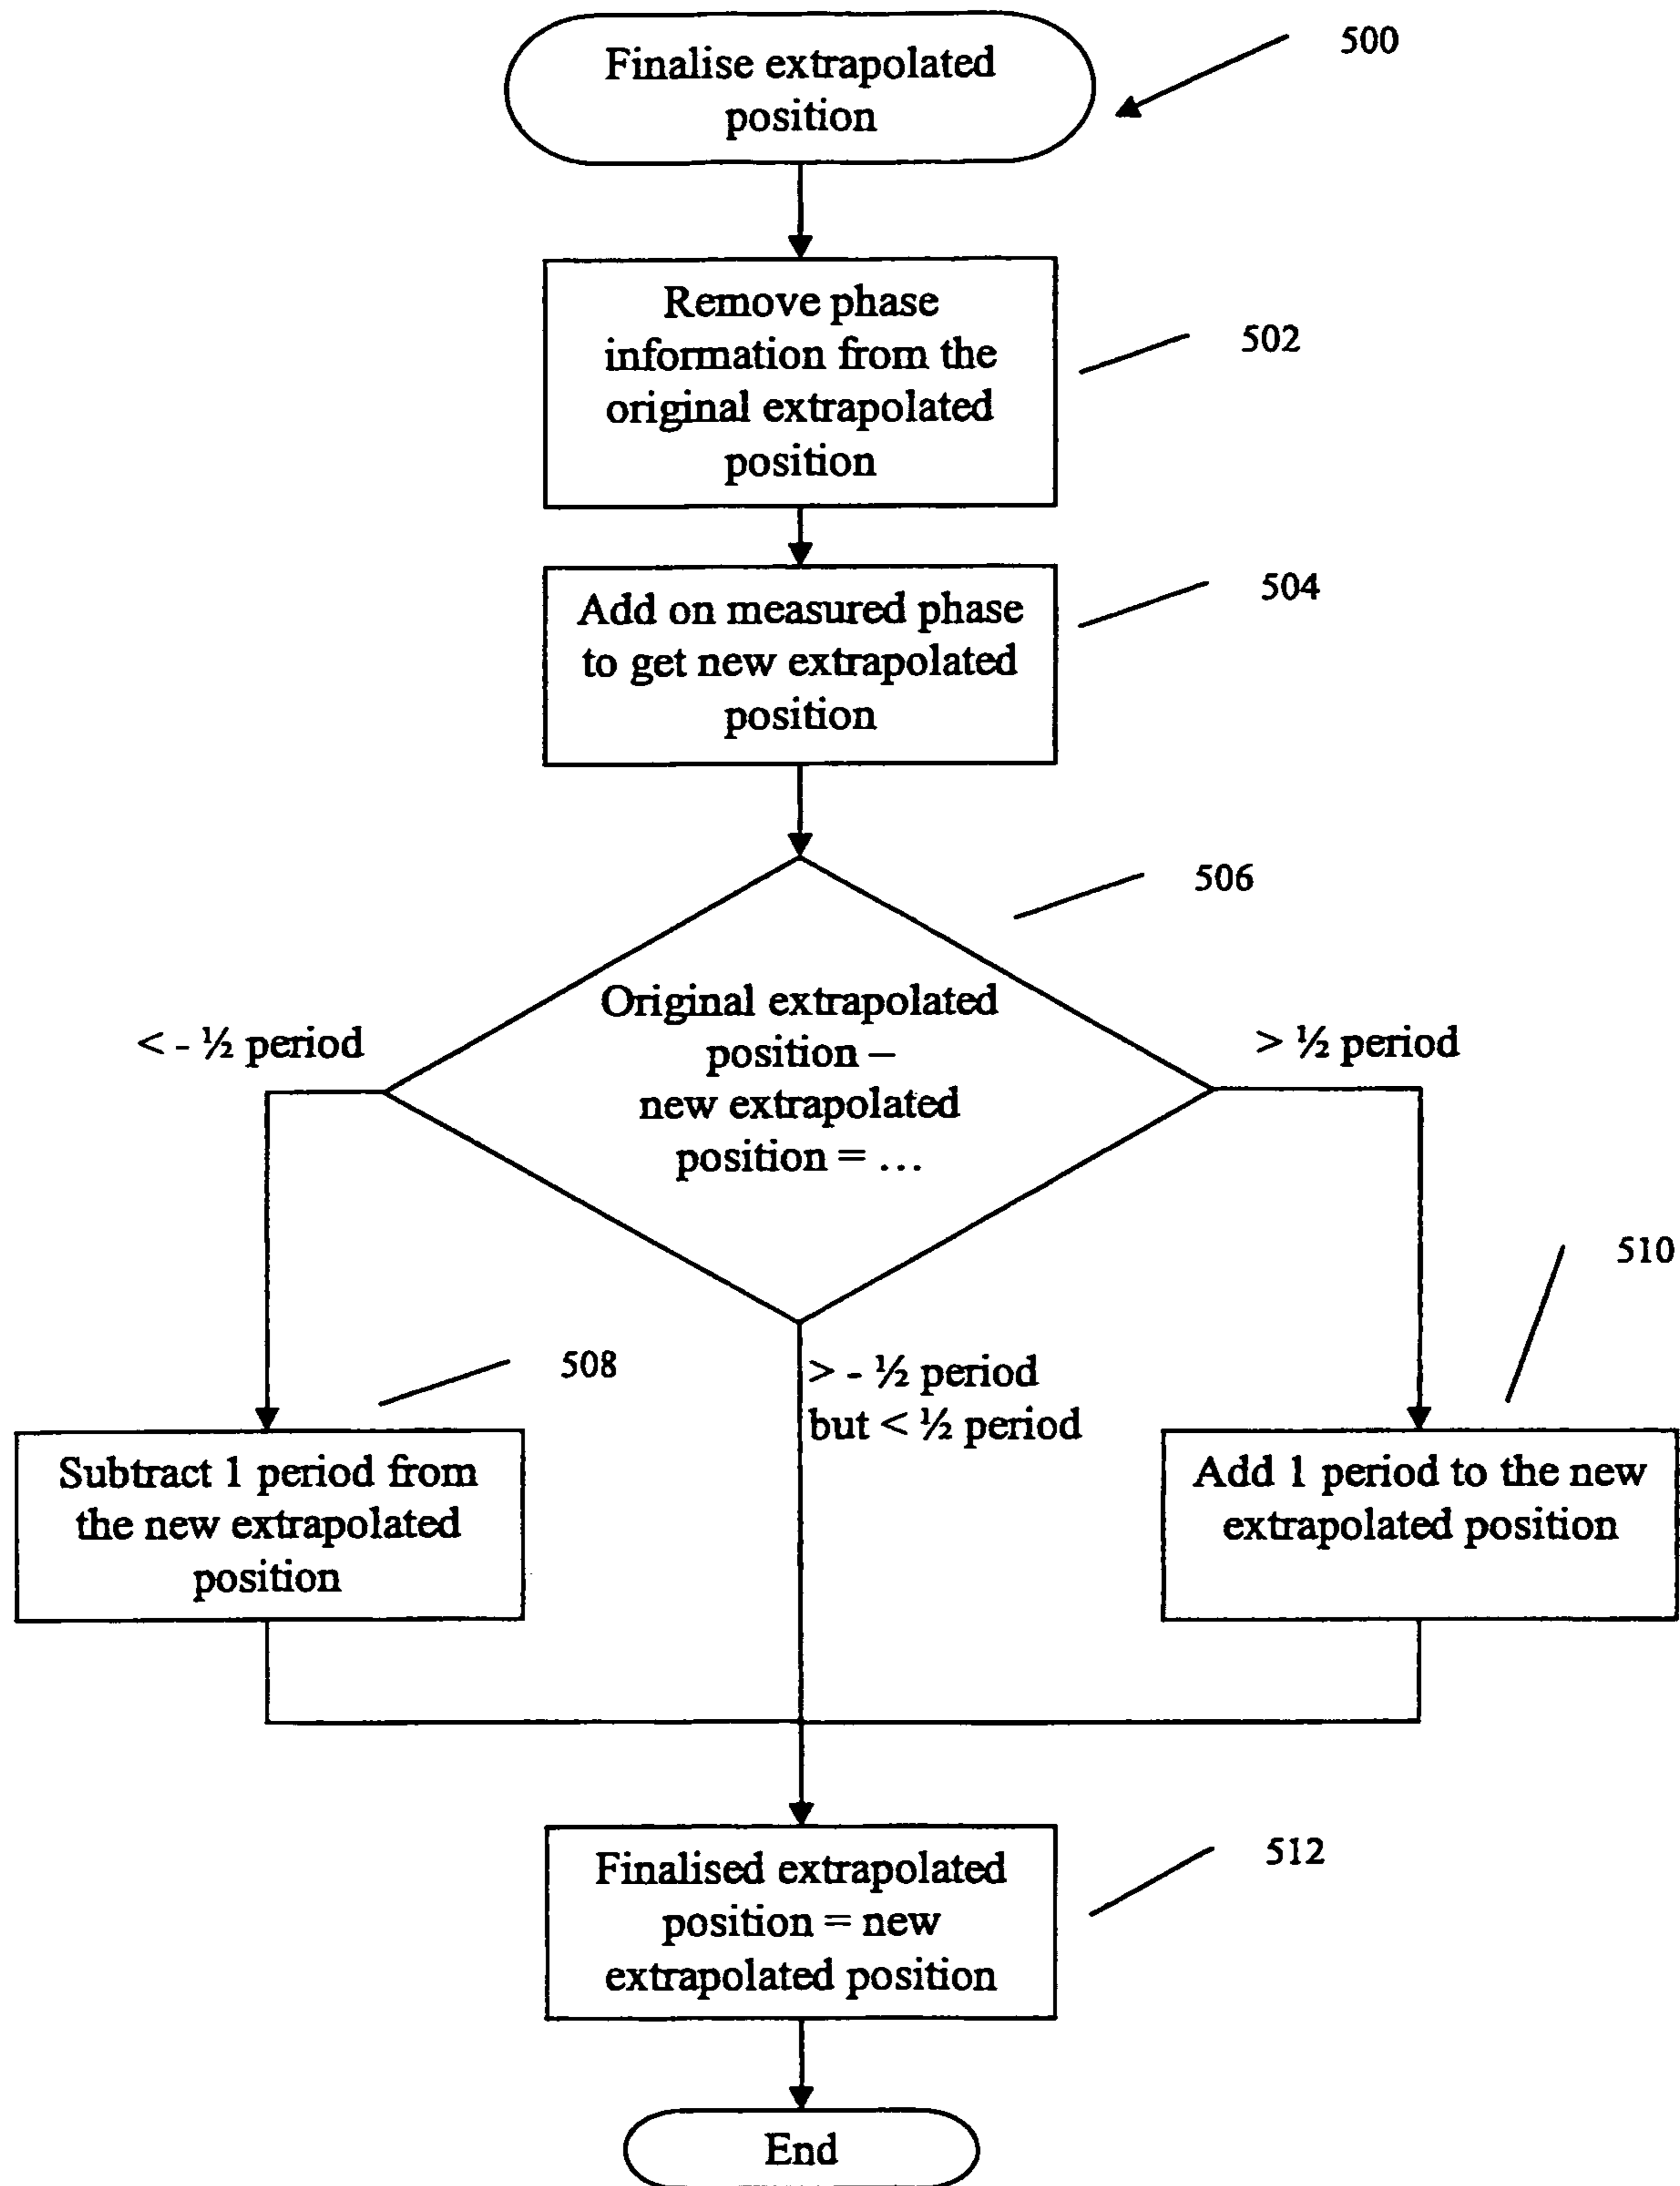 Finalise extrapolated
position
500
Remove phase
information from the
original extrapolated
position
502
Add on measured phase
to get new extrapolated
position
504
506
Original extrapolated
position –
new extrapolated
position = ...
< - ½ period
> ½ period
> - ½ period
but < ½ period
508
Subtract 1 period from
the new extrapolated
position
510
Add 1 period to the new
extrapolated position
Finalised extrapolated
position = new
extrapolated position
512
End